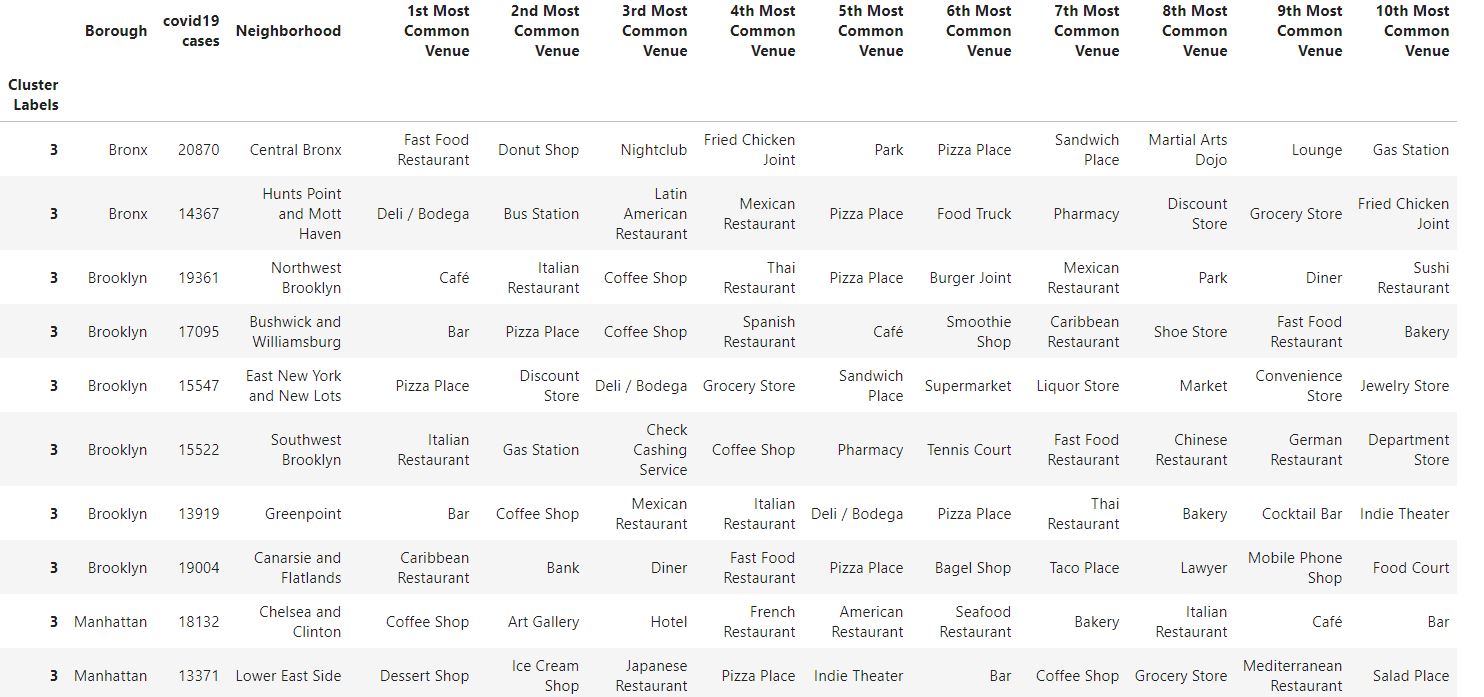 Borough covid19 cases Neighborhood 1st Most Common Venue 2nd Most Common Venue 3rd Most Common Venue 4th Most Common Venue 5th Most Common Venue 6th Most Common Venue 7th Most Common Venue 8th Most Common Venue 9th Most Common Venue 10th Most Common Venue
Cluster Labels
3 Bronx 20870 Central Bronx Fast Food Restaurant Donut Shop Nightclub Fried Chicken Joint Park Pizza Place Sandwich Place Martial Arts Dojo Lounge Gas Station
3 Bronx 14367 Hunts Point and Mott Haven Deli / Bodega Bus Station Latin American Restaurant Mexican Restaurant Pizza Place Food Truck Pharmacy Discount Store Grocery Store Fried Chicken Joint
3 Brooklyn 19361 Northwest Brooklyn Café Italian Restaurant Coffee Shop Thai Restaurant Pizza Place Burger Joint Mexican Restaurant Park Diner Sushi Restaurant
3 Brooklyn 17095 Bushwick and Williamsburg Bar Pizza Place Coffee Shop Spanish Restaurant Café Smoothie Shop Caribbean Restaurant Shoe Store Fast Food Restaurant Bakery
3 Brooklyn 15547 East New York and New Lots Pizza Place Discount Store Deli / Bodega Grocery Store Sandwich Place Supermarket Liquor Store Market Convenience Store Jewelry Store
3 Brooklyn 15522 Southwest Brooklyn Italian Restaurant Gas Station Check Cashing Service Coffee Shop Pharmacy Tennis Court Fast Food Restaurant Chinese Restaurant German Restaurant Department Store
3 Brooklyn 13919 Greenpoint Bar Coffee Shop Mexican Restaurant Italian Restaurant Deli / Bodega Pizza Place Thai Restaurant Bakery Cocktail Bar Indie Theater
3 Brooklyn 19004 Canarsie and Flatlands Caribbean Restaurant Bank Diner Fast Food Restaurant Pizza Place Bagel Shop Taco Place Lawyer Mobile Phone Shop Food Court
3 Manhattan 18132 Chelsea and Clinton Coffee Shop Art Gallery Hotel French Restaurant American Restaurant Seafood Restaurant Bakery Italian Restaurant Café Bar
3 Manhattan 13371 Lower East Side Dessert Shop Ice Cream Shop Japanese Restaurant Pizza Place Indie Theater Bar Coffee Shop Grocery Store Mediterranean Restaurant Salad Place